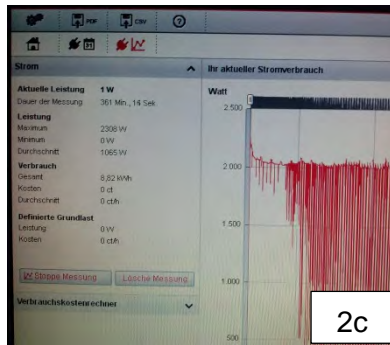 PDF CSV ?
31
Strom
Aktuelle Leistung 1 W
Dauer der Messung 361 Min., 14 Sek
Leistung
Maximum 2308 W
Minimum 0 W
Durchschnitt 1065 W
Verbrauch
Gesamt 8,82 kWh
Kosten 0 ct
Durchschnitt 0 ct/h
Definierte Grundlast
Leistung 0 W
Kosten 0 ct/h
Stoppe Messung Lösche Messung
Verbrauchskostenrechner
Ihr aktueller Stromverbrauch
Watt
2.500
2.000
1.500
1.000
500
2c